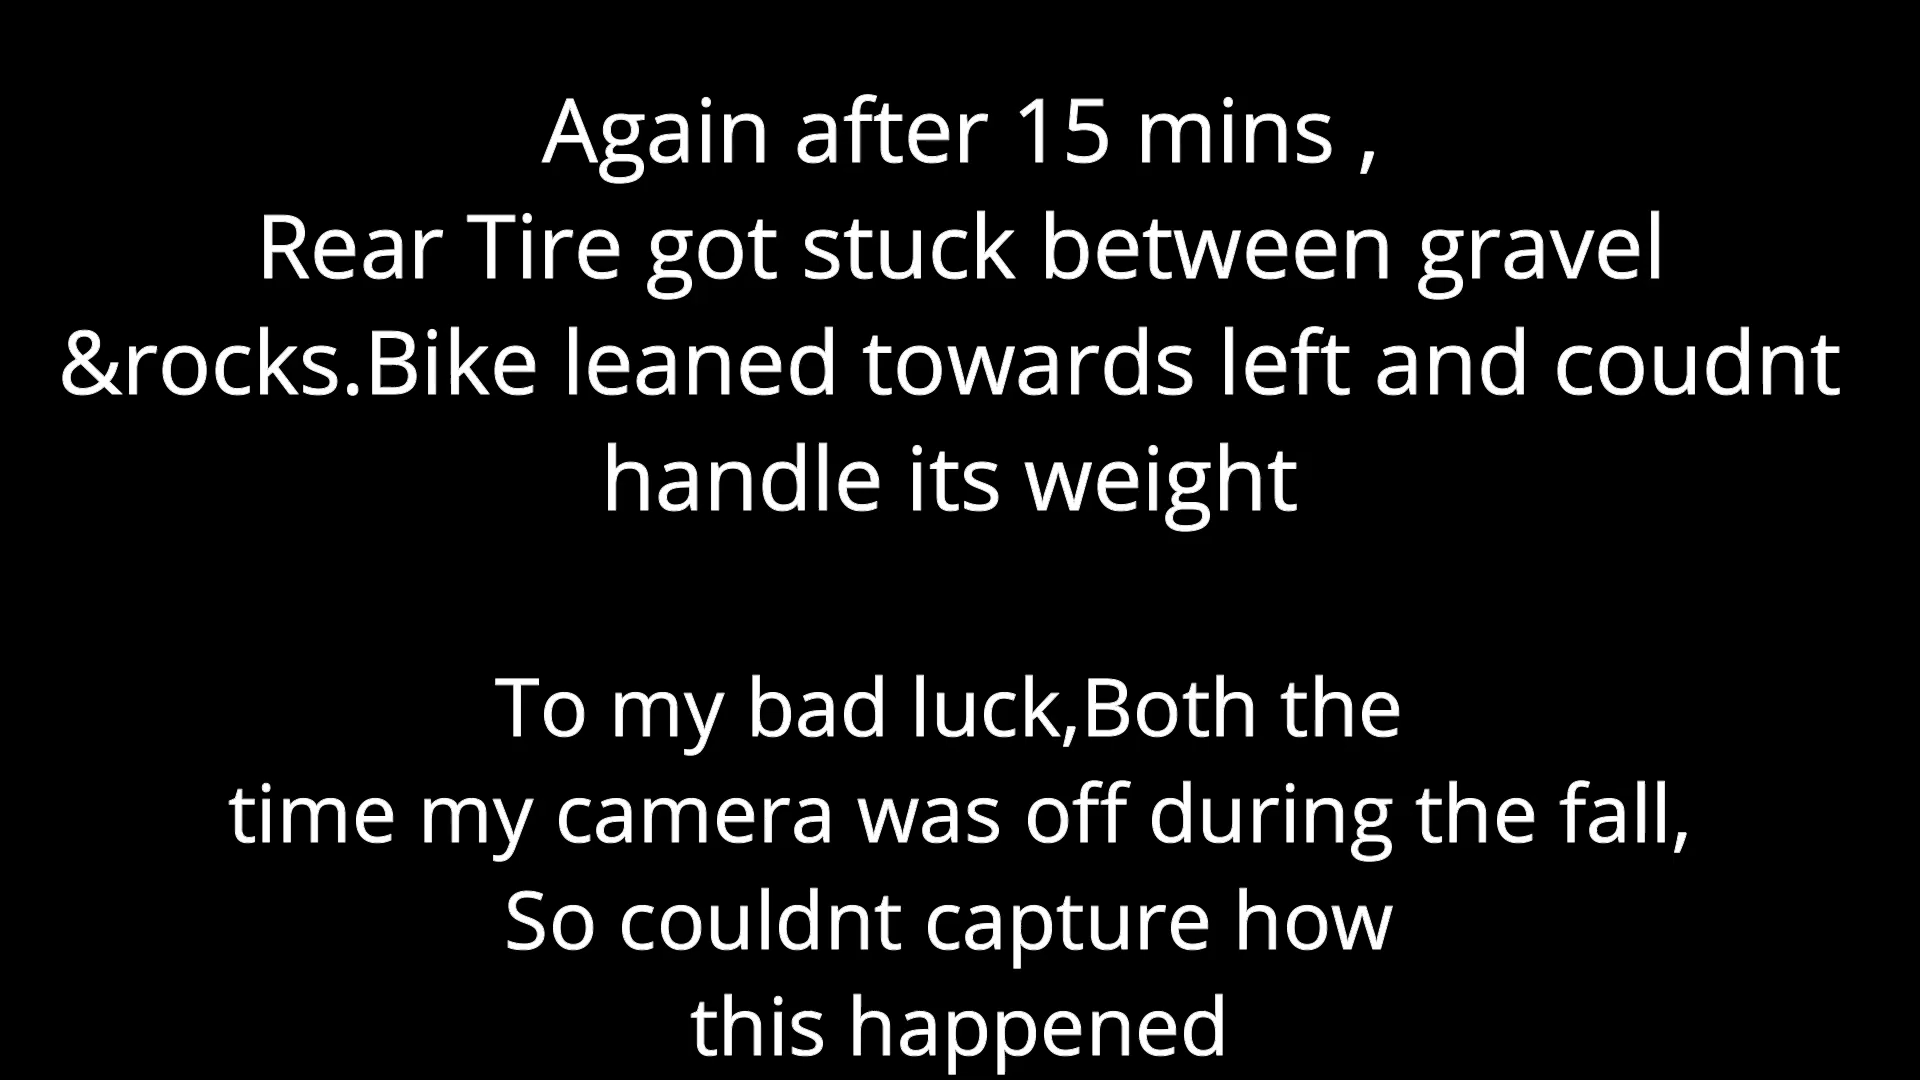 Again after 15 mins ,
Rear Tire got stuck between gravel
&rocks.Bike leaned towards left and coudnt
handle its weight
To my bad luck,Both the
time my camera was off during the fall,
So couldnt capture how
this happened